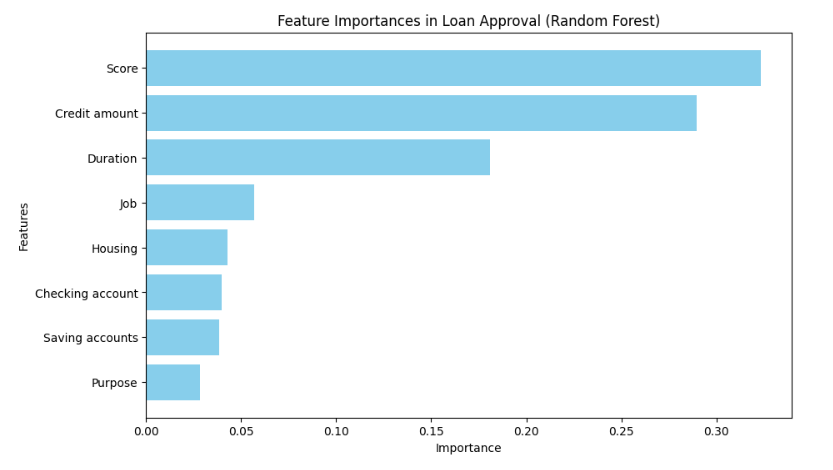 Feature Importances in Loan Approval (Random Forest)
Score
Credit amount
Duration
Job
Housing
Checking account
Saving accounts
Purpose
Features
0.00 0.05 0.10 0.15 0.20 0.25 0.30
Importance